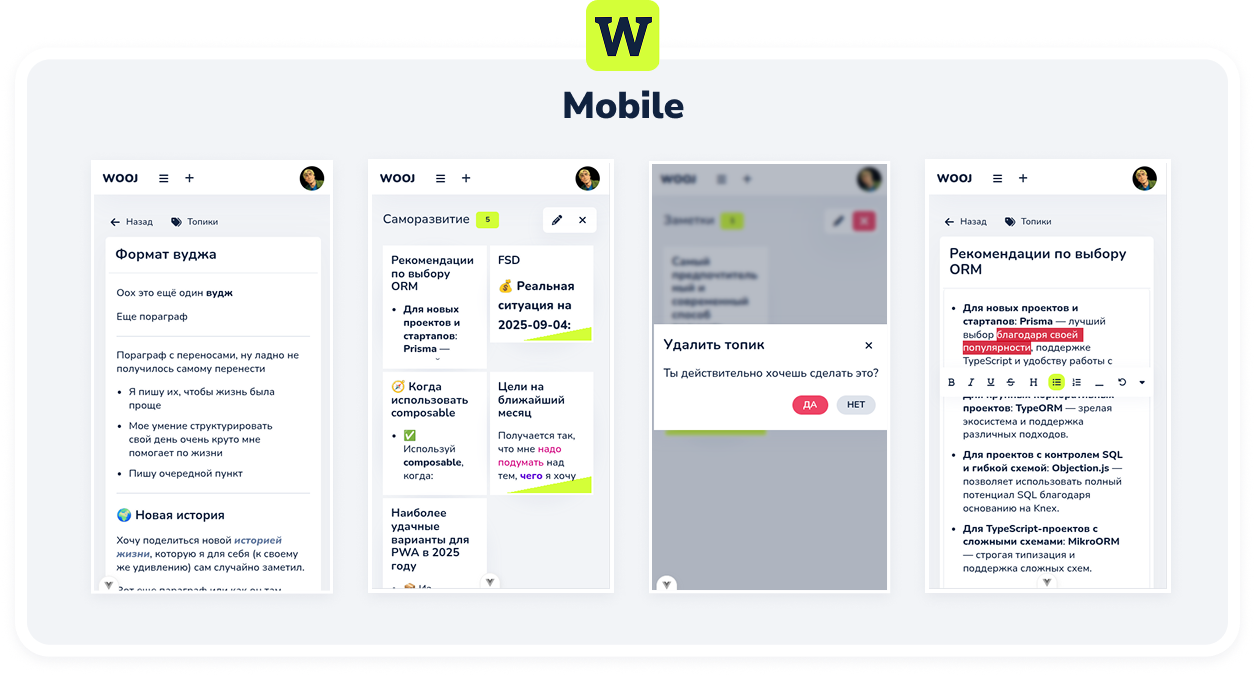 W
Mobile
WOOJ
Назад Топики
Формат вуджа
Оох это ещё один вудж
Еще пораграф
Пораграф с переносами, ну ладно не
получилось самому перенести
Я пишу их, чтобы жизнь была
проще
Мое умение структурировать
свой день очень круто мне
помогает по жизни
Пишу очередной пункт
🌍 Новая история
Хочу поделиться новой историей
жизни, которую я для себя (к своему
же удивлению) сам случайно заметил.
Вот еще параграф или как он там
WOOJ
Саморазвитие 5
Рекомендации
по выбору
ORM
Для новых
проектов и
стартапов:
Prisma —
FSD
💰 Реальная
ситуация на
2025-09-04:
🧭 Когда
использовать
composable
✅
Используй
composable,
когда:
Цели на
ближайший
месяц
Получается так,
что мне надо
подумать над
тем, чего я хочу
Наиболее
удачные
варианты для
PWA в 2025
году
WOOJ
Заметки
Самый
предпочтитель
ный и
современный
способ
Удалить топик
Ты действительно хочешь сделать это?
ДА НЕТ
WOOJ
Назад Топики
Рекомендации по выбору
ORM
Для новых проектов и
стартапов: Prisma — лучший
выбор благодаря своей
популярности, поддержке
TypeScript и удобству работы с
B I U S H
Для крупных корпоративных
проектов: TypeORM — зрелая
экосистема и поддержка
различных подходов.
Для проектов с контролем SQL
и гибкой схемой: Objection.js —
позволяет использовать полный
потенциал SQL благодаря
основанию на Knex.
Для TypeScript-проектов с
сложными схемами: MikroORM
— строгая типизация и
поддержка сложных схем.